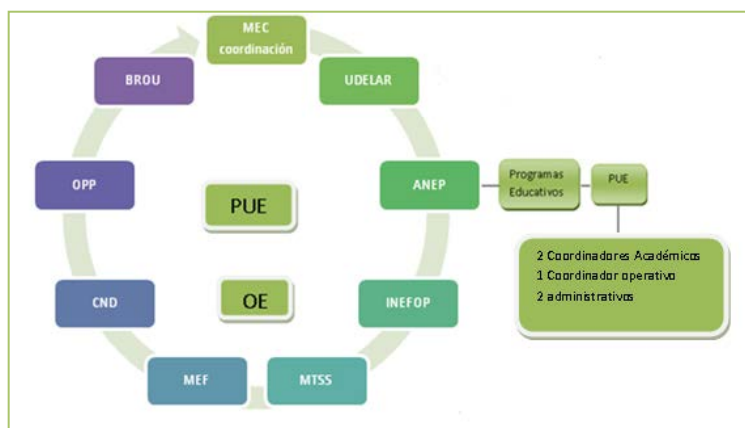 MEC
coordinación
BROU
UDELAR
OPP
ANEP
Programas
Educativos
PUE
PUE
2 Coordinadores Académicos
1 Coordinador operativo
2 administrativos
CND
OE
INEFOP
MEF
MTSS